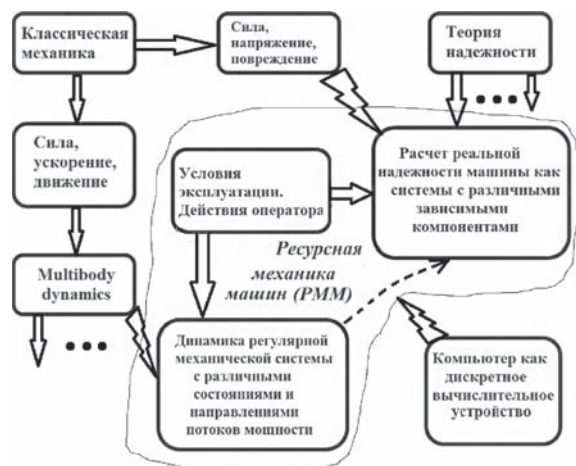 Классическая
механика
Сила,
напряжение,
повреждение
Теория
надежности
Сила,
ускорение,
движение
Условия
эксплуатации.
Действия оператора
Расчет реальной
надежности машины как
системы с различными
зависимыми
компонентами
Ресурсная
механика
машин (РММ)
Multibody
dynamics
Динамика регулярной
механической системы
с различными
состояниями и
направлениями
потоков мощности
Компьютер как
дискретное
вычислительное
устройство